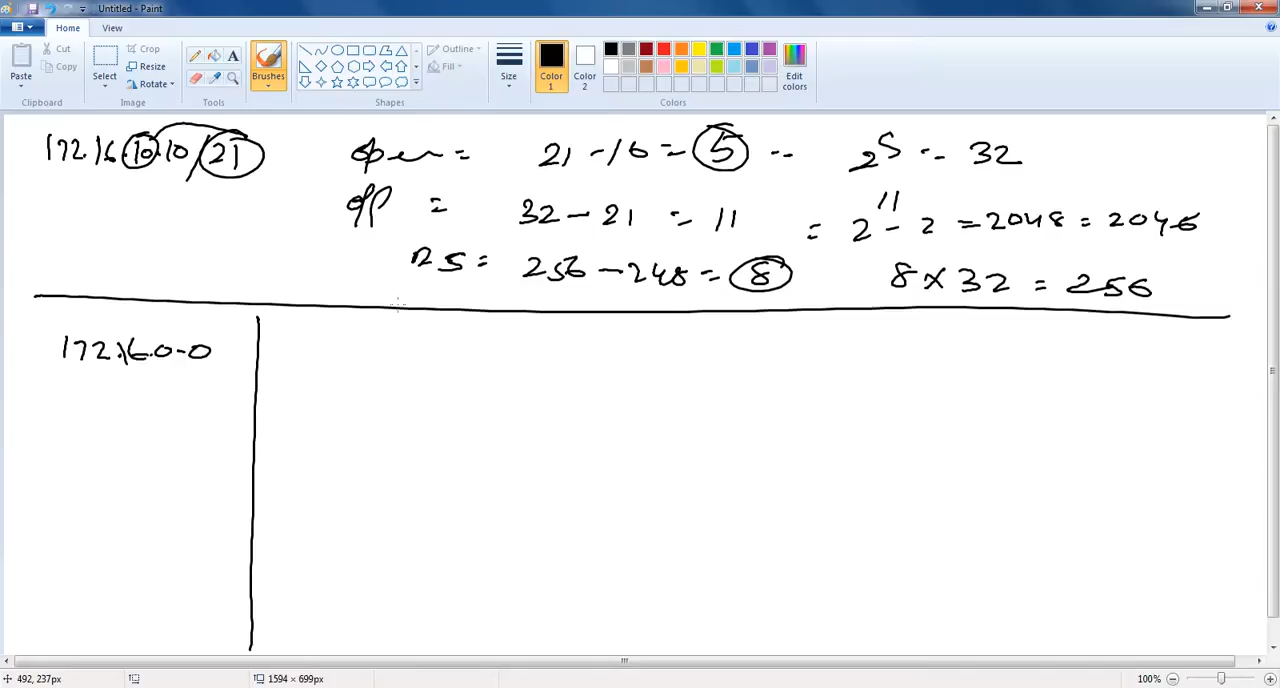 Untitled - Paint
Home View
Paste Cut Copy Select Crop Resize Rotate Brushes Outline Fill Size Color 1 Color 2 Edit colors
Clipboard Image Tools Shapes Colors
172.16.10.10/21 = 21 - 16 = 5 -- 2^5 -- 32
off = 32 - 21 = 11 = 2^11 - 2 = 2048 = 2046
= 256 - 248 = 8 8 x 32 = 256
172.16.0-0
492, 237px 1594 × 699px 100%